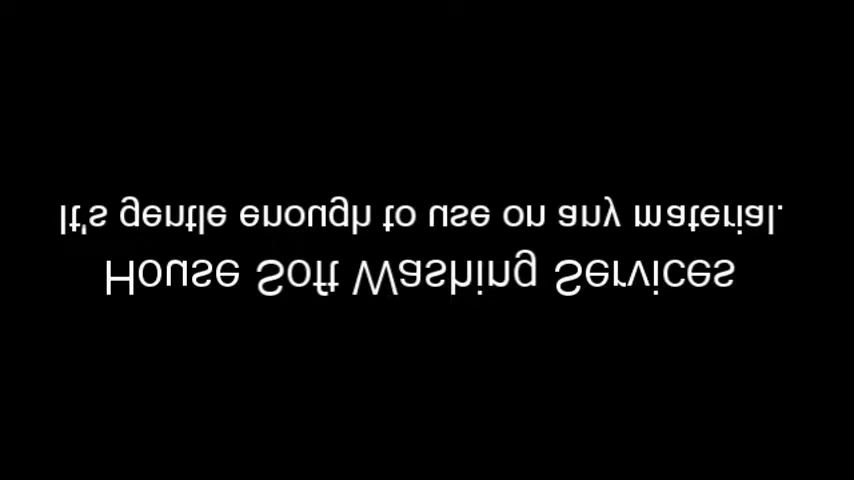 House Soft Washing Services
It's gentle enough to use on any material.